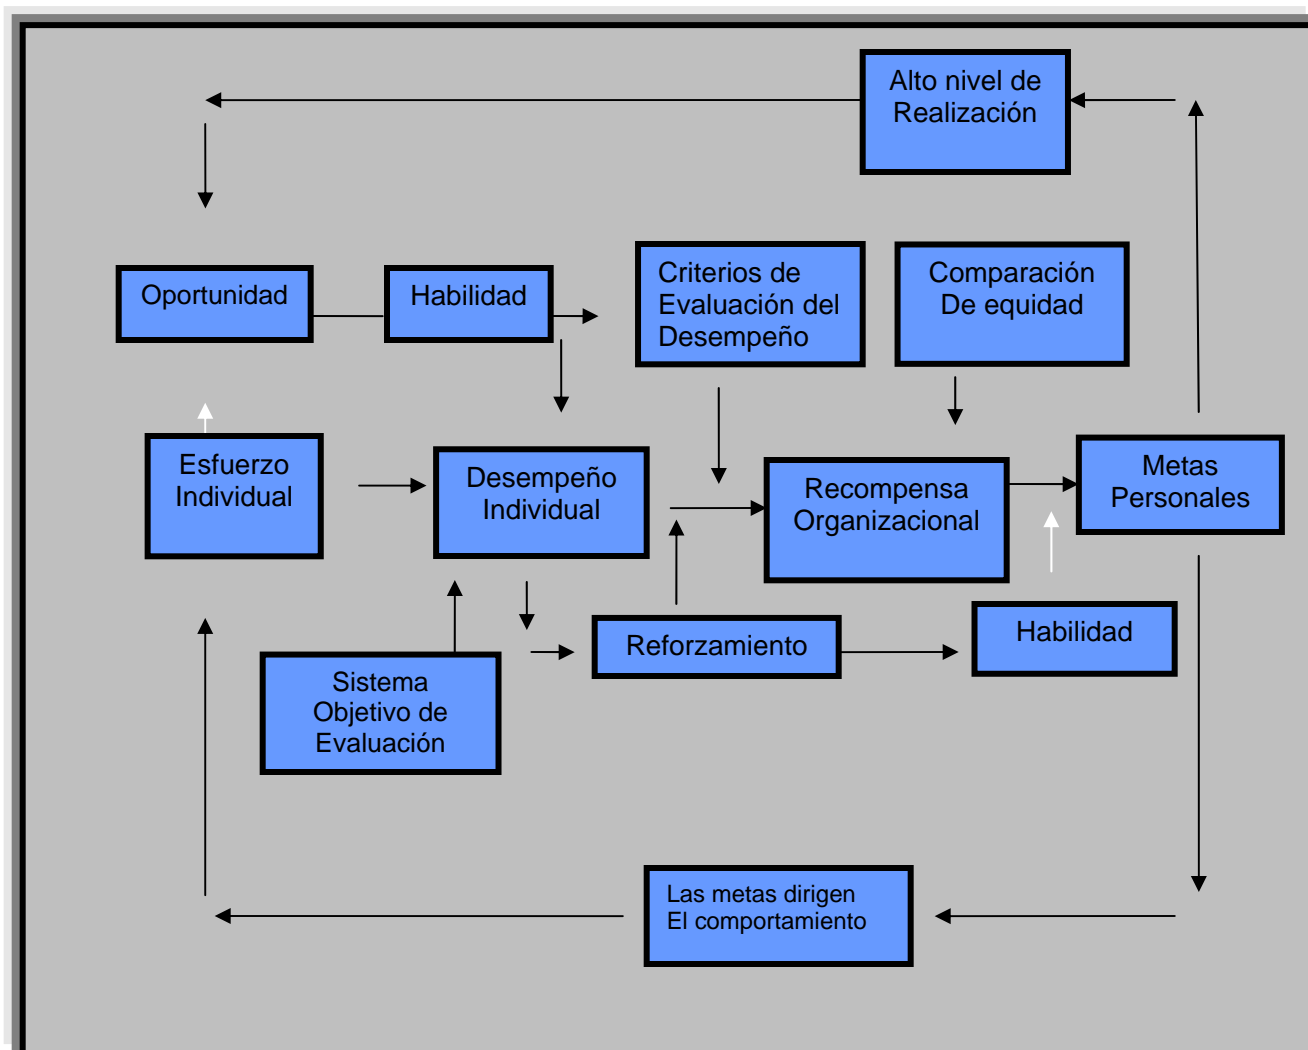 Alto nivel de
Realización
Oportunidad
Habilidad
Criterios de
Evaluación del
Desempeño
Comparación
De equidad
Esfuerzo
Individual
Desempeño
Individual
Recompensa
Organizacional
Metas
Personales
Reforzamiento
Habilidad
Sistema
Objetivo de
Evaluación
Las metas dirigen
El comportamiento